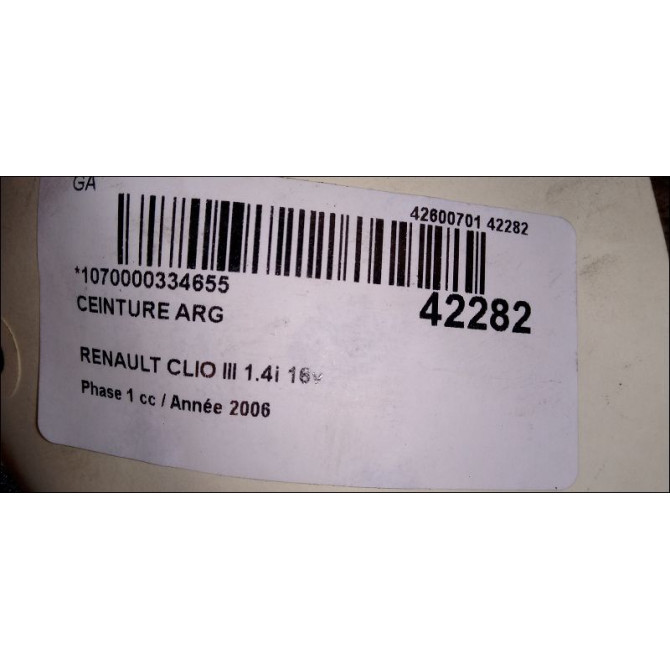 GA
42600701 42282
*1070000334655
CEINTURE ARG
42282
RENAULT CLIO III 1.4i 16v
Phase 1 cc / Année 2006